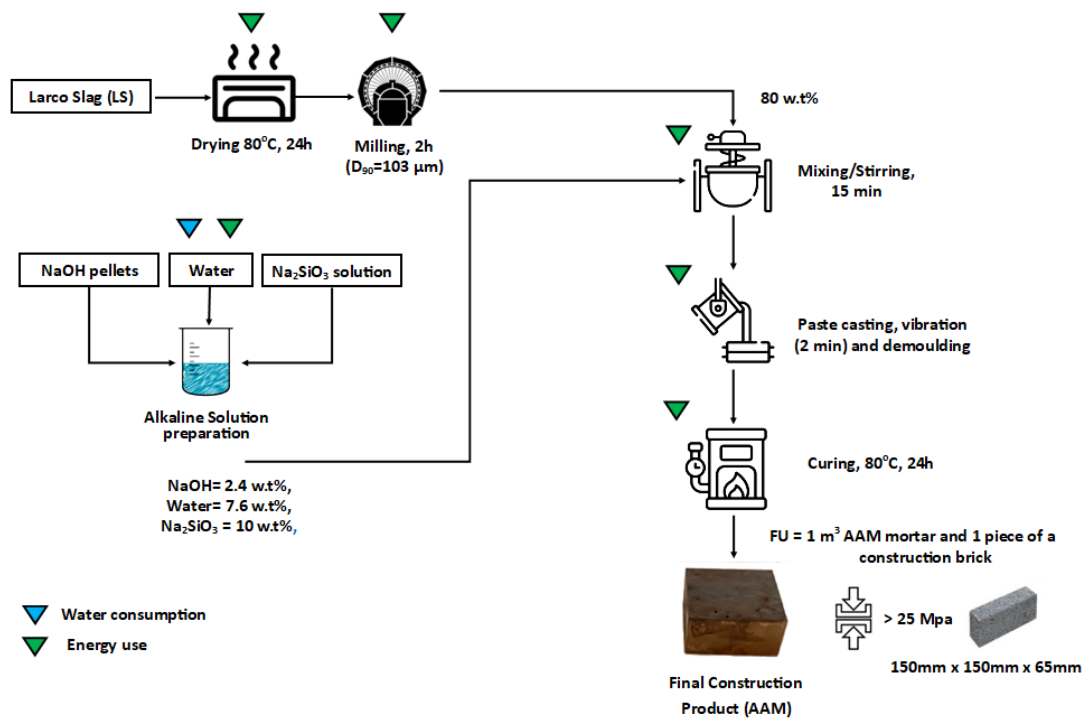 Larco Slag (LS)
Drying 80°C, 24h
Milling, 2h
(D₉₀=103 μm)
80 w.t%
Mixing/Stirring,
15 min
NaOH pellets
Water
Na₂SiO₃ solution
Alkaline Solution
preparation
NaOH= 2.4 w.t%,
Water= 7.6 w.t%,
Na₂SiO₃ = 10 w.t%,
Paste casting, vibration
(2 min) and demoulding
Curing, 80°C, 24h
FU = 1 m³ AAM mortar and 1 piece of a
construction brick
> 25 Mpa
150mm x 150mm x 65mm
Final Construction
Product (AAM)
Water consumption
Energy use